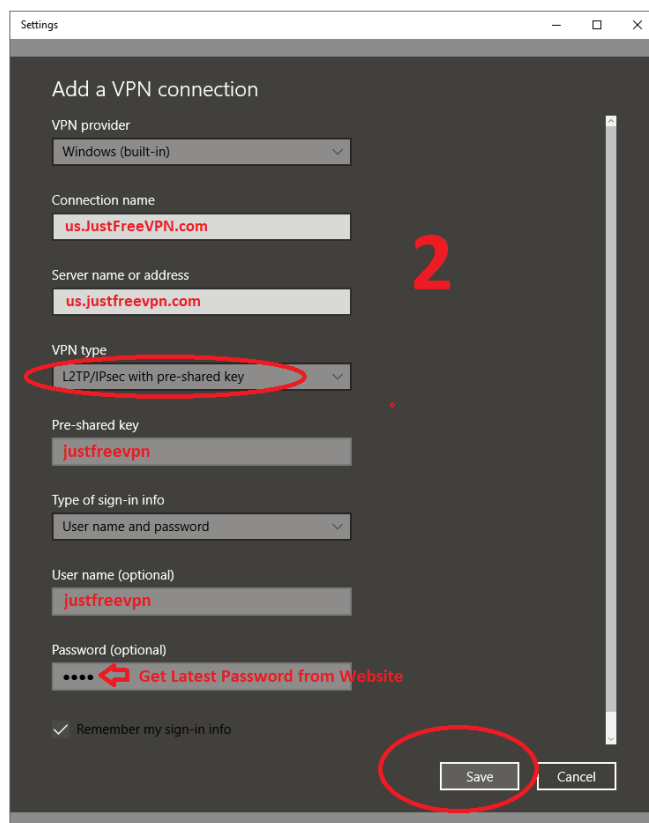 Settings
Add a VPN connection
VPN provider
Windows (built-in)
Connection name
us.JustFreeVPN.com
2
Server name or address
us.justfreevpn.com
VPN type
L2TP/IPsec with pre-shared key
Pre-shared key
justfreevpn
Type of sign-in info
User name and password
User name (optional)
justfreevpn
Password (optional)
•••• Get Latest Password from Website
Remember my sign-in info
Save Cancel